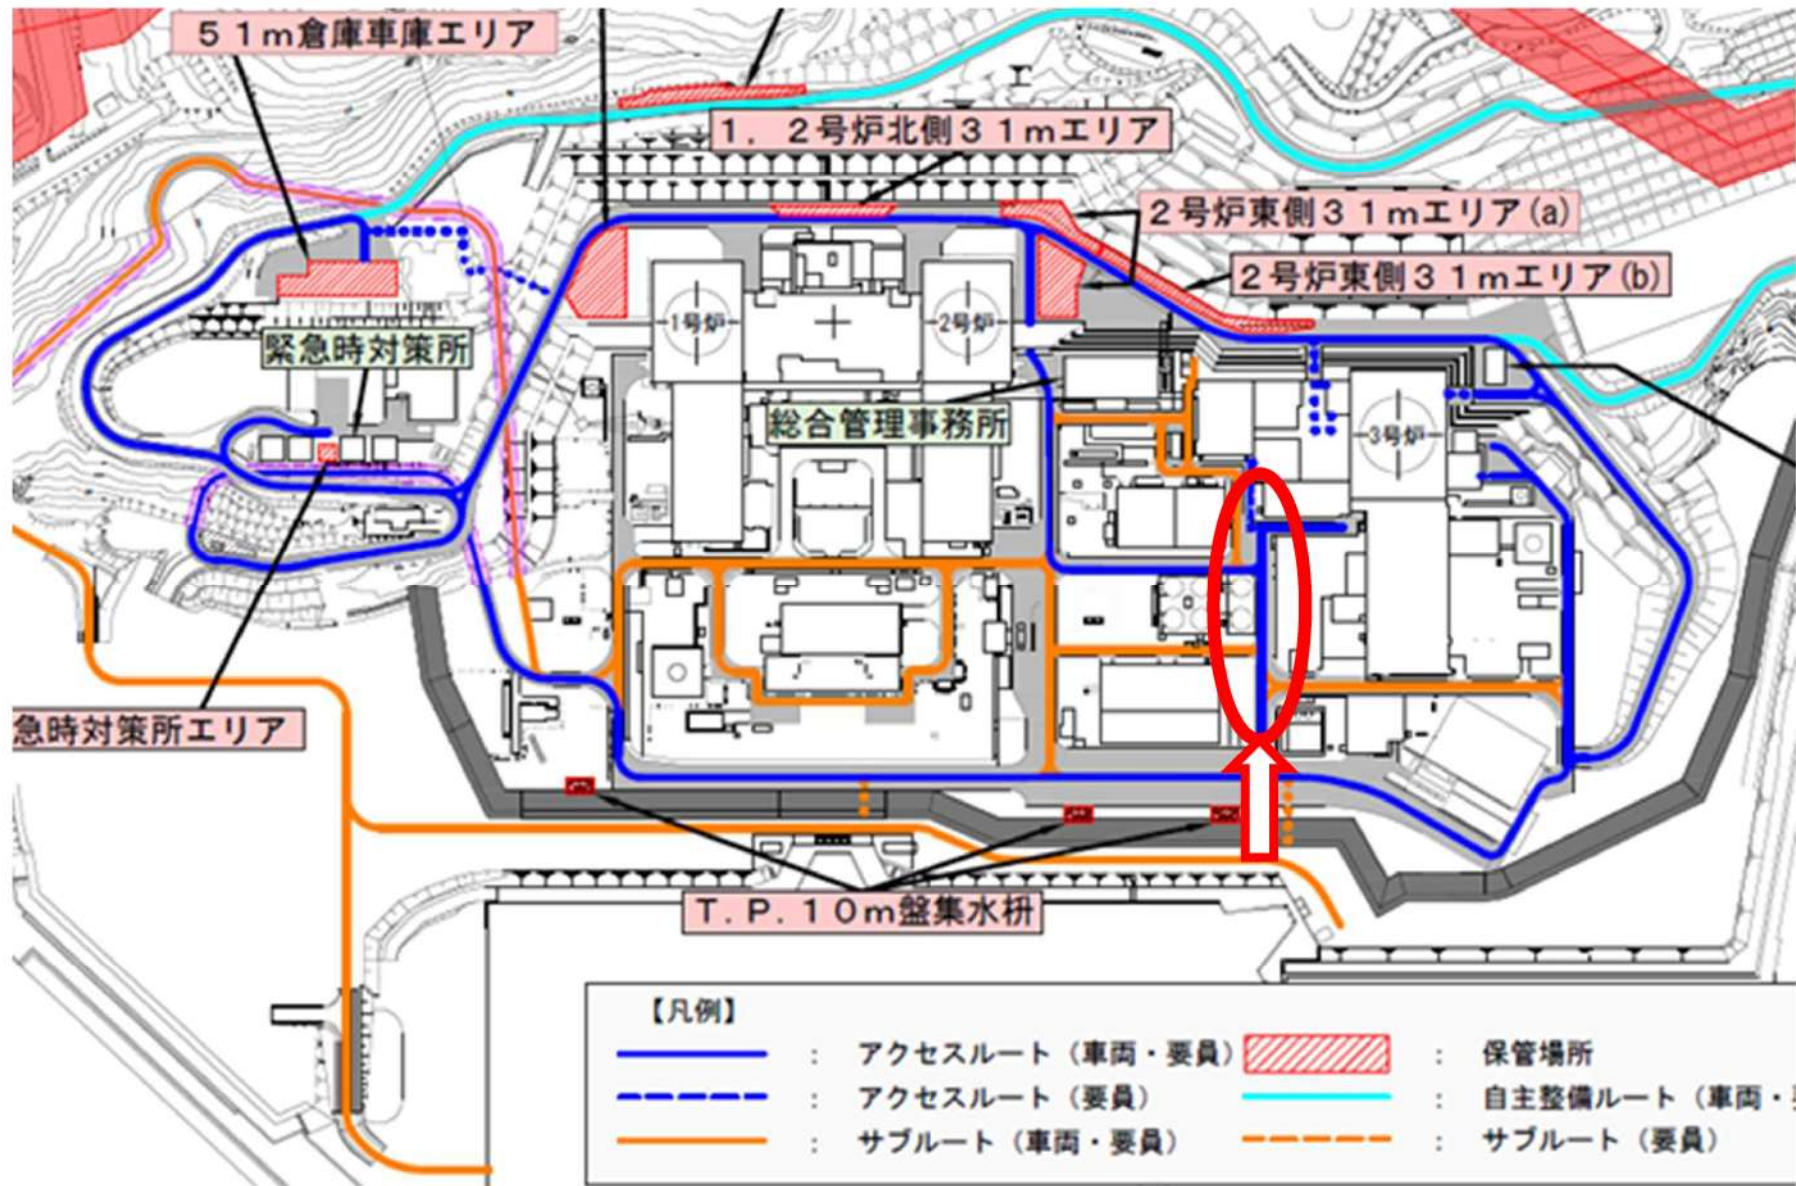 ５１ｍ倉庫車庫エリア
１．２号炉北側３１ｍエリア
２号炉東側３１ｍエリア(a)
２号炉東側３１ｍエリア(b)
1号炉
2号炉
緊急時対策所
総合管理事務所
3号炉
急時対策所エリア
Ｔ.Ｐ.１０ｍ盤集水枡
【凡例】
： アクセスルート（車両・要員）
： 保管場所
： アクセスルート（要員）
： 自主整備ルート（車両・
： サブルート（車両・要員）
： サブルート（要員）